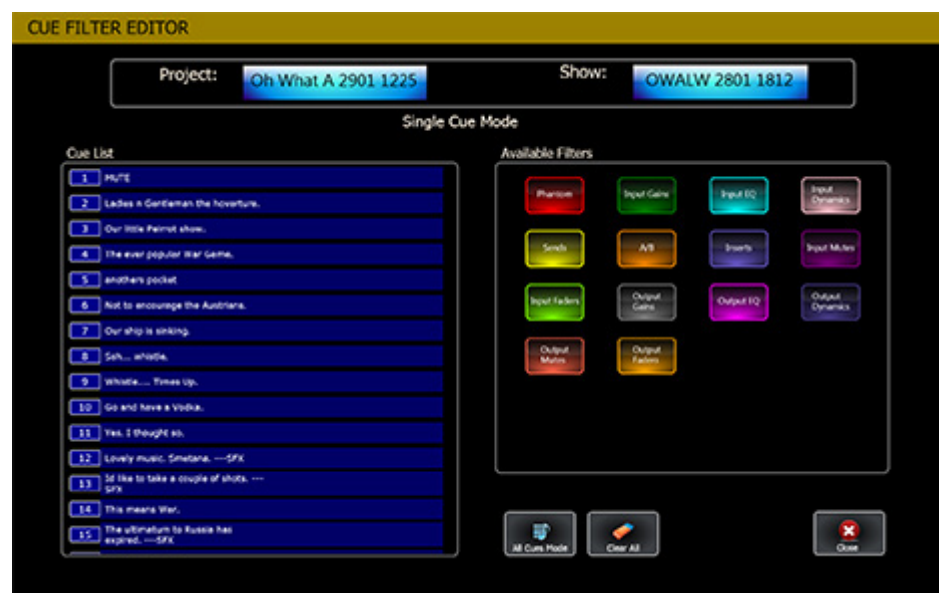 CUE FILTER EDITOR
Project: Oh What A 2901 1225 Show: OWALW 2801 1812
Single Cue Mode
Cue List
1 MUTE
2 Ladies n Gentleman the hoverture.
3 Our little Peirrot show.
4 The ever popular War Game.
5 anothers pocket
6 Not to encourage the Austrians.
7 Our ship is sinking.
8 Ssh... whistle.
9 Whistle.... Times Up.
10 Go and have a Vodka.
11 Yes. I thought so.
12 Lovely music. Smetana. ---SFX
13 Id like to take a couple of shots. ---
SFX
14 This means War.
15 The ultimatum to Russia has
expired. ---SFX
Available Filters
Phantom Input Gains Input EQ Input
Dynamics
Sends A/B Inserts Input Mutes
Input Faders Output
Gains Output EQ Output
Dynamics
Output
Mutes Output
Faders
All Cues Mode Clear All Close